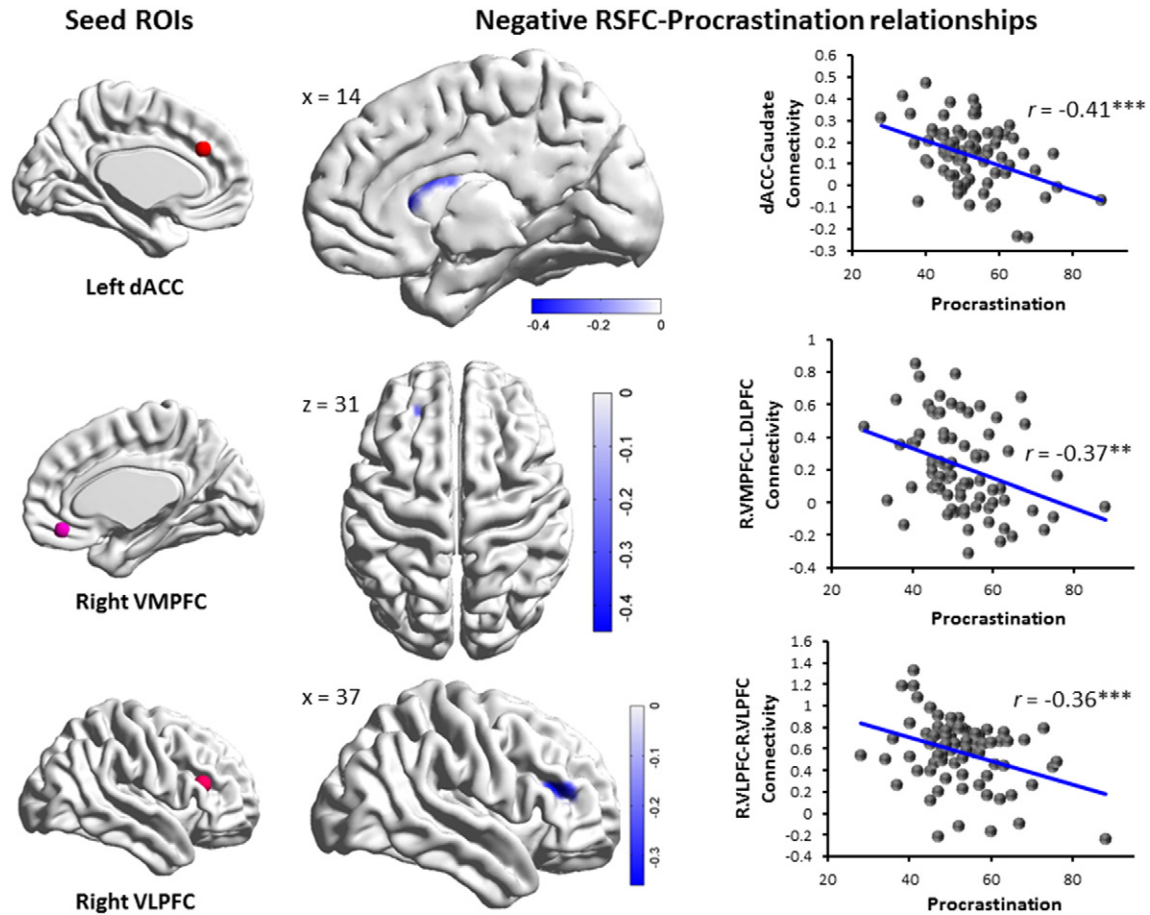 Seed ROIs
Negative RSFC-Procrastination relationships
x = 14
Left dACC
-0.4 -0.2 0
0.6
0.5
0.4
0.3
0.2
0.1
0
-0.1
-0.2
-0.3
20 40 60 80
dACC-Caudate
Connectivity
r = -0.41***
Procrastination
z = 31
Right VMPFC
0
-0.1
-0.2
-0.3
-0.4
1
0.8
0.6
0.4
0.2
0
-0.2
-0.4
20 40 60 80
R.VMPFC-L.DLPFC
Connectivity
r = -0.37**
Procrastination
x = 37
Right VLPFC
0
-0.1
-0.2
-0.3
1.6
1.4
1.2
1
0.8
0.6
0.4
0.2
0
-0.2
-0.4
20 40 60 80
R.VLPFC-R.VLPFC
Connectivity
r = -0.36***
Procrastination